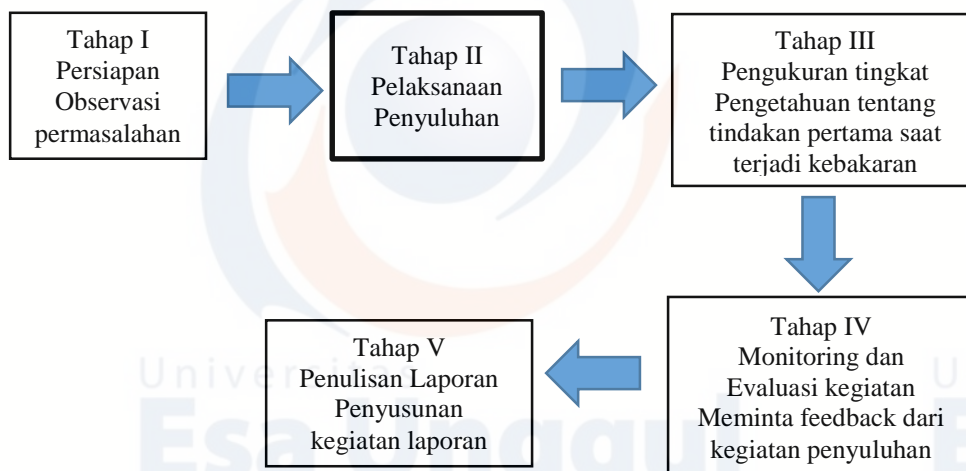 Tahap I
Persiapan
Observasi
permasalahan
Tahap II
Pelaksanaan
Penyuluhan
Tahap III
Pengukuran tingkat
Pengetahuan tentang
tindakan pertama saat
terjadi kebakaran
Tahap IV
Monitoring dan
Evaluasi kegiatan
Meminta feedback dari
kegiatan penyuluhan
Tahap V
Penulisan Laporan
Penyusunan
kegiatan laporan
Universitas
Esa Unggul
U
E